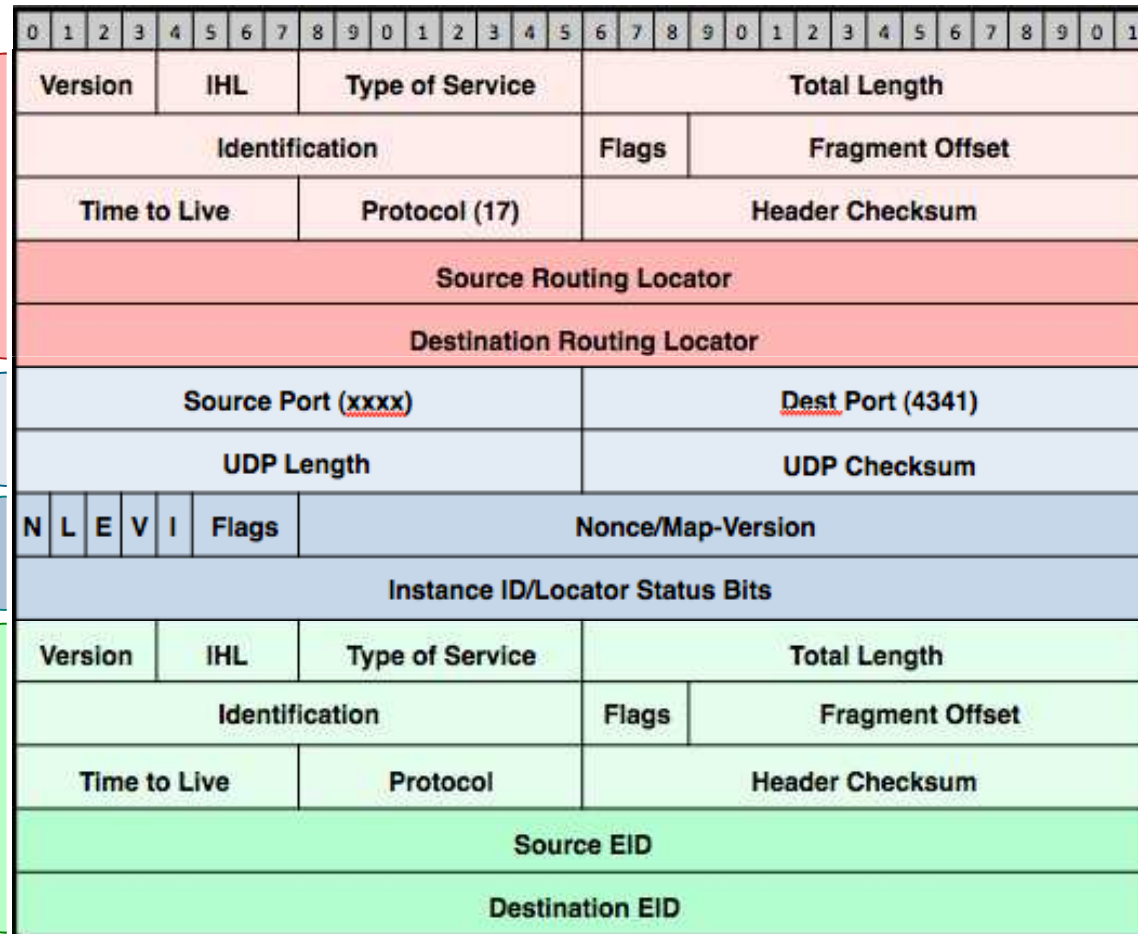 0 1 2 3 4 5 6 7 8 9 0 1 2 3 4 5 6 7 8 9 0 1 2 3 4 5 6 7 8 9 0 1
Version IHL Type of Service Total Length
Identification Flags Fragment Offset
Time to Live Protocol (17) Header Checksum
Source Routing Locator
Destination Routing Locator
Source Port (xxxx) Dest Port (4341)
UDP Length UDP Checksum
N L E V I Flags Nonce/Map-Version
Instance ID/Locator Status Bits
Version IHL Type of Service Total Length
Identification Flags Fragment Offset
Time to Live Protocol Header Checksum
Source EID
Destination EID